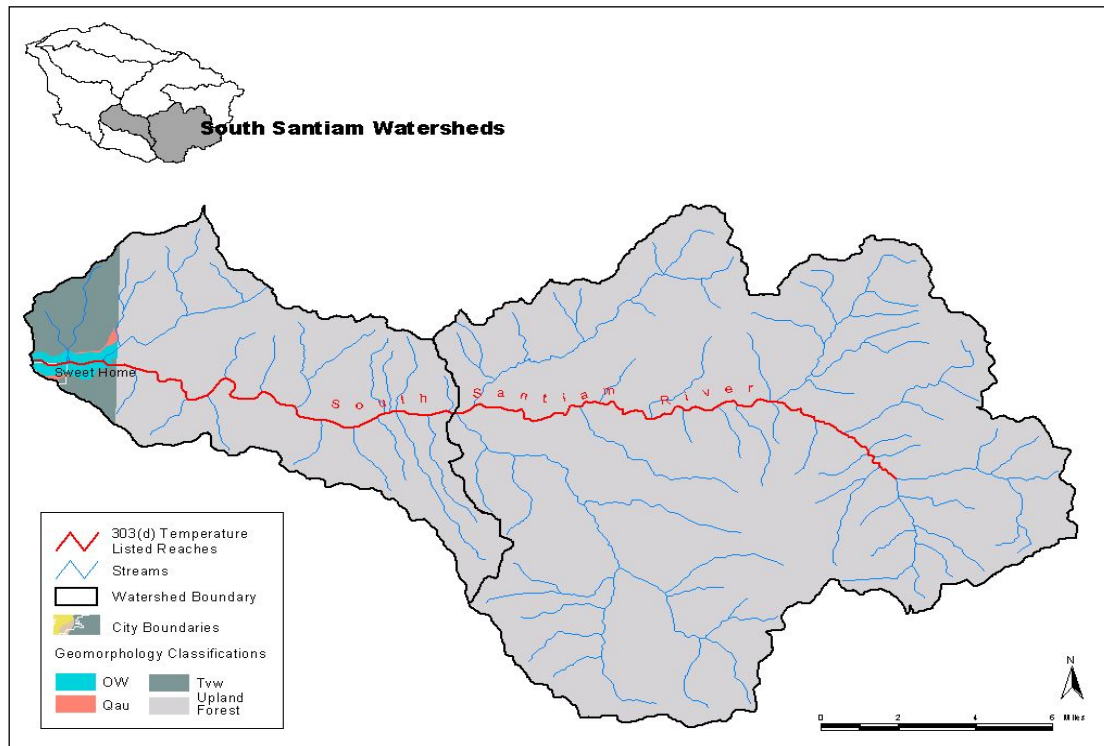 South Santiam Watersheds
Sweet Home
South Santiam River
303(d) Temperature
Listed Reaches
Streams
Watershed Boundary
City Boundaries
Geomorphology Classifications
OW
Tvw
Qau
Upland
Forest
N
0 2 4 6 Miles